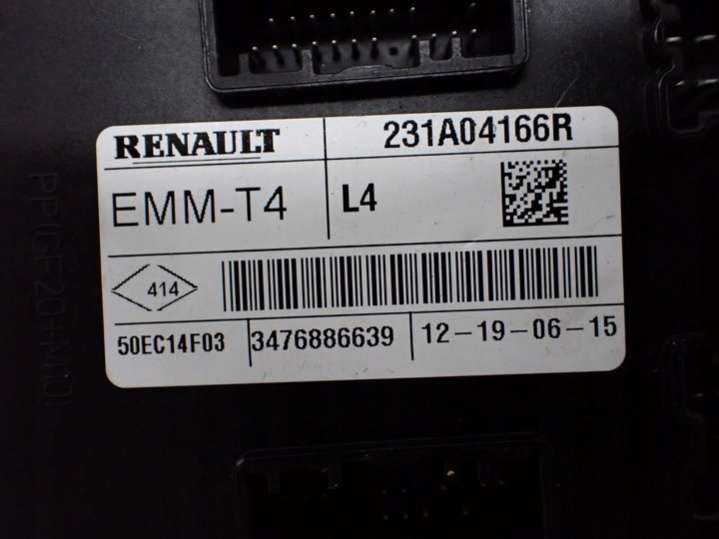 RENAULT 231A04166R
EMM-T4 L4
414
50EC14F03 3476886639 12-19-06-15